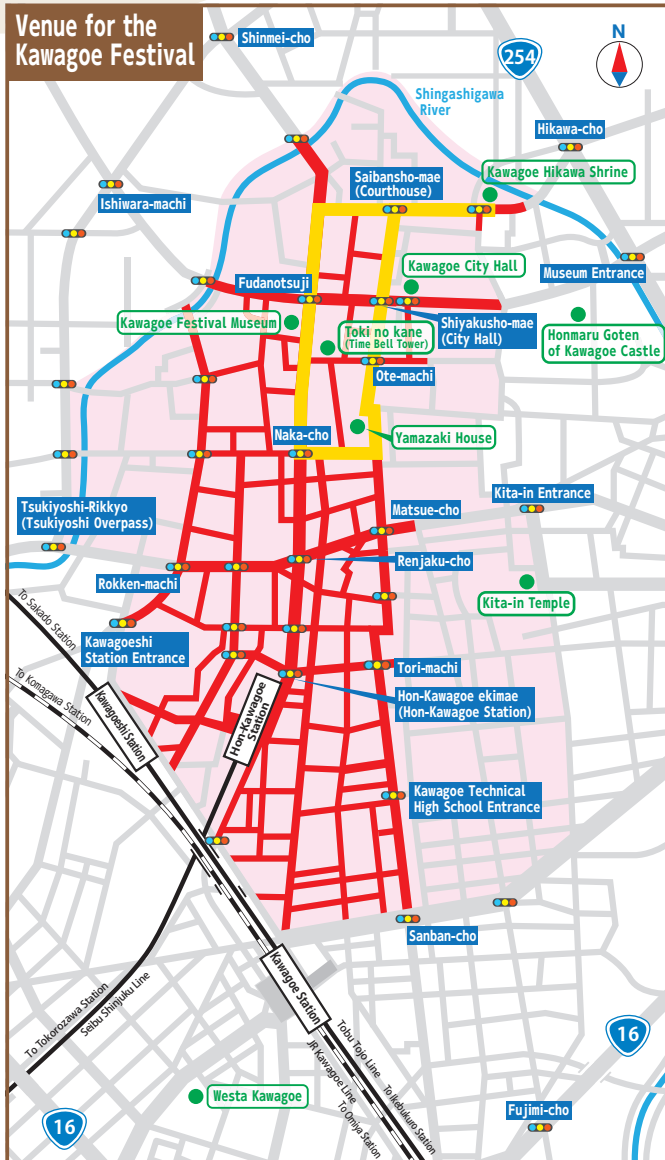 Venue for the
Kawagoe Festival
Shinmei-cho
254
N
Shingashigawa
River
Hikawa-cho
Kawagoe Hikawa Shrine
Saibansho-mae
(Courthouse)
Ishiwara-machi
Kawagoe City Hall
Museum Entrance
Fudanotsuji
Kawagoe Festival Museum
Toki no kane
(Time Bell Tower)
Shiyakusho-mae
(City Hall)
Honmaru Goten
of Kawagoe Castle
Ote-machi
Naka-cho
Yamazaki House
Tsukiyoshi-Rikkyo
(Tsukiyoshi Overpass)
Matsue-cho
Kita-in Entrance
Renjaku-cho
Rokken-machi
Kita-in Temple
To Sakado Station
Kawagoeshi
Station Entrance
Tori-machi
To Komagawa Station
Kawagoeshi Station
Hon-Kawagoe
Station
Hon-Kawagoe ekimae
(Hon-Kawagoe Station)
Kawagoe Technical
High School Entrance
Sanban-cho
Kawagoe Station
To Tokorozawa Station
Seibu Shinjuku Line
Tobu Tojo Line
JR Kawagoe Line
To Ikebukuro Station
To Omiya Station
16
Westa Kawagoe
16
Fujimi-cho